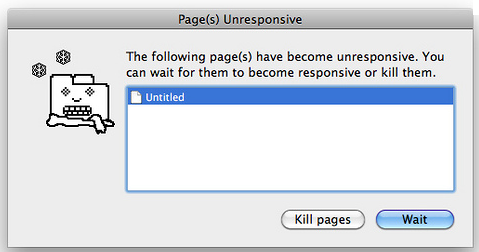 Page(s) Unresponsive
The following page(s) have become unresponsive. You
can wait for them to become responsive or kill them.
Untitled
Kill pages
Wait